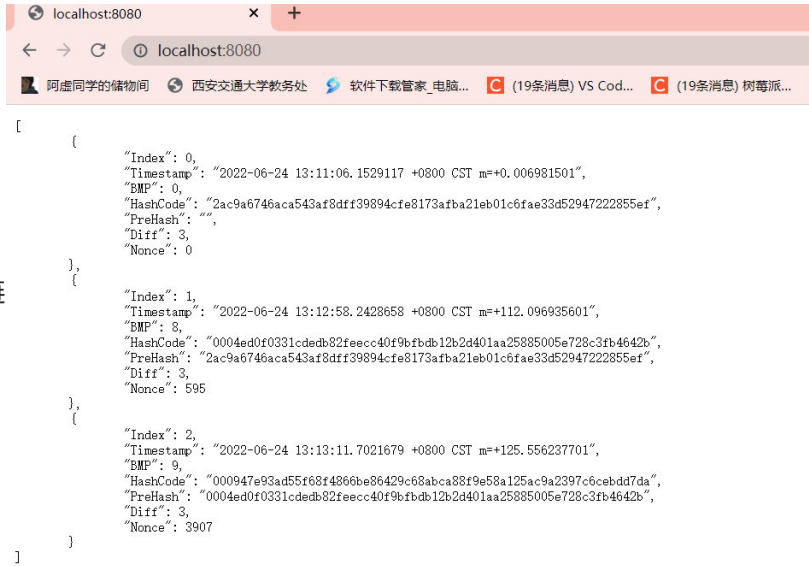 localhost:8080
localhost:8080
阿虚同学的储物间 西安交通大学教务处 软件下载管家_电脑... (19条消息) VS Cod... (19条消息) 树莓派...
[
{
"Index": 0,
"Timestamp": "2022-06-24 13:11:06.1529117 +0800 CST m=+0.006981501",
"BMP": 0,
"HashCode": "2ac9a6746aca543af8dff39894cfe8173afba21eb01c6fae33d52947222855ef",
"PreHash": "",
"Diff": 3,
"Nonce": 0
},
{
"Index": 1,
"Timestamp": "2022-06-24 13:12:58.2428658 +0800 CST m=+112.096935601",
"BMP": 8,
"HashCode": "0004ed0f0331cdedb82feecc40f9bfbdb12b2d401aa25885005e728c3fb4642b",
"PreHash": "2ac9a6746aca543af8dff39894cfe8173afba21eb01c6fae33d52947222855ef",
"Diff": 3,
"Nonce": 595
},
{
"Index": 2,
"Timestamp": "2022-06-24 13:13:11.7021679 +0800 CST m=+125.556237701",
"BMP": 9,
"HashCode": "000947e93ad55f68f4866be86429c68abca88f9e58a125ac9a2397c6cebdd7da",
"PreHash": "0004ed0f0331cdedb82feecc40f9bfbdb12b2d401aa25885005e728c3fb4642b",
"Diff": 3,
"Nonce": 3907
}
]